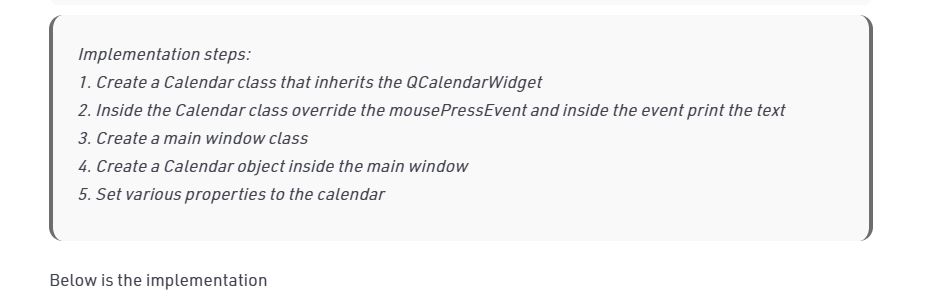 Implementation steps:
1. Create a Calendar class that inherits the QCalendarWidget
2. Inside the Calendar class override the mousePressEvent and inside the event print the text
3. Create a main window class
4. Create a Calendar object inside the main window
5. Set various properties to the calendar
Below is the implementation